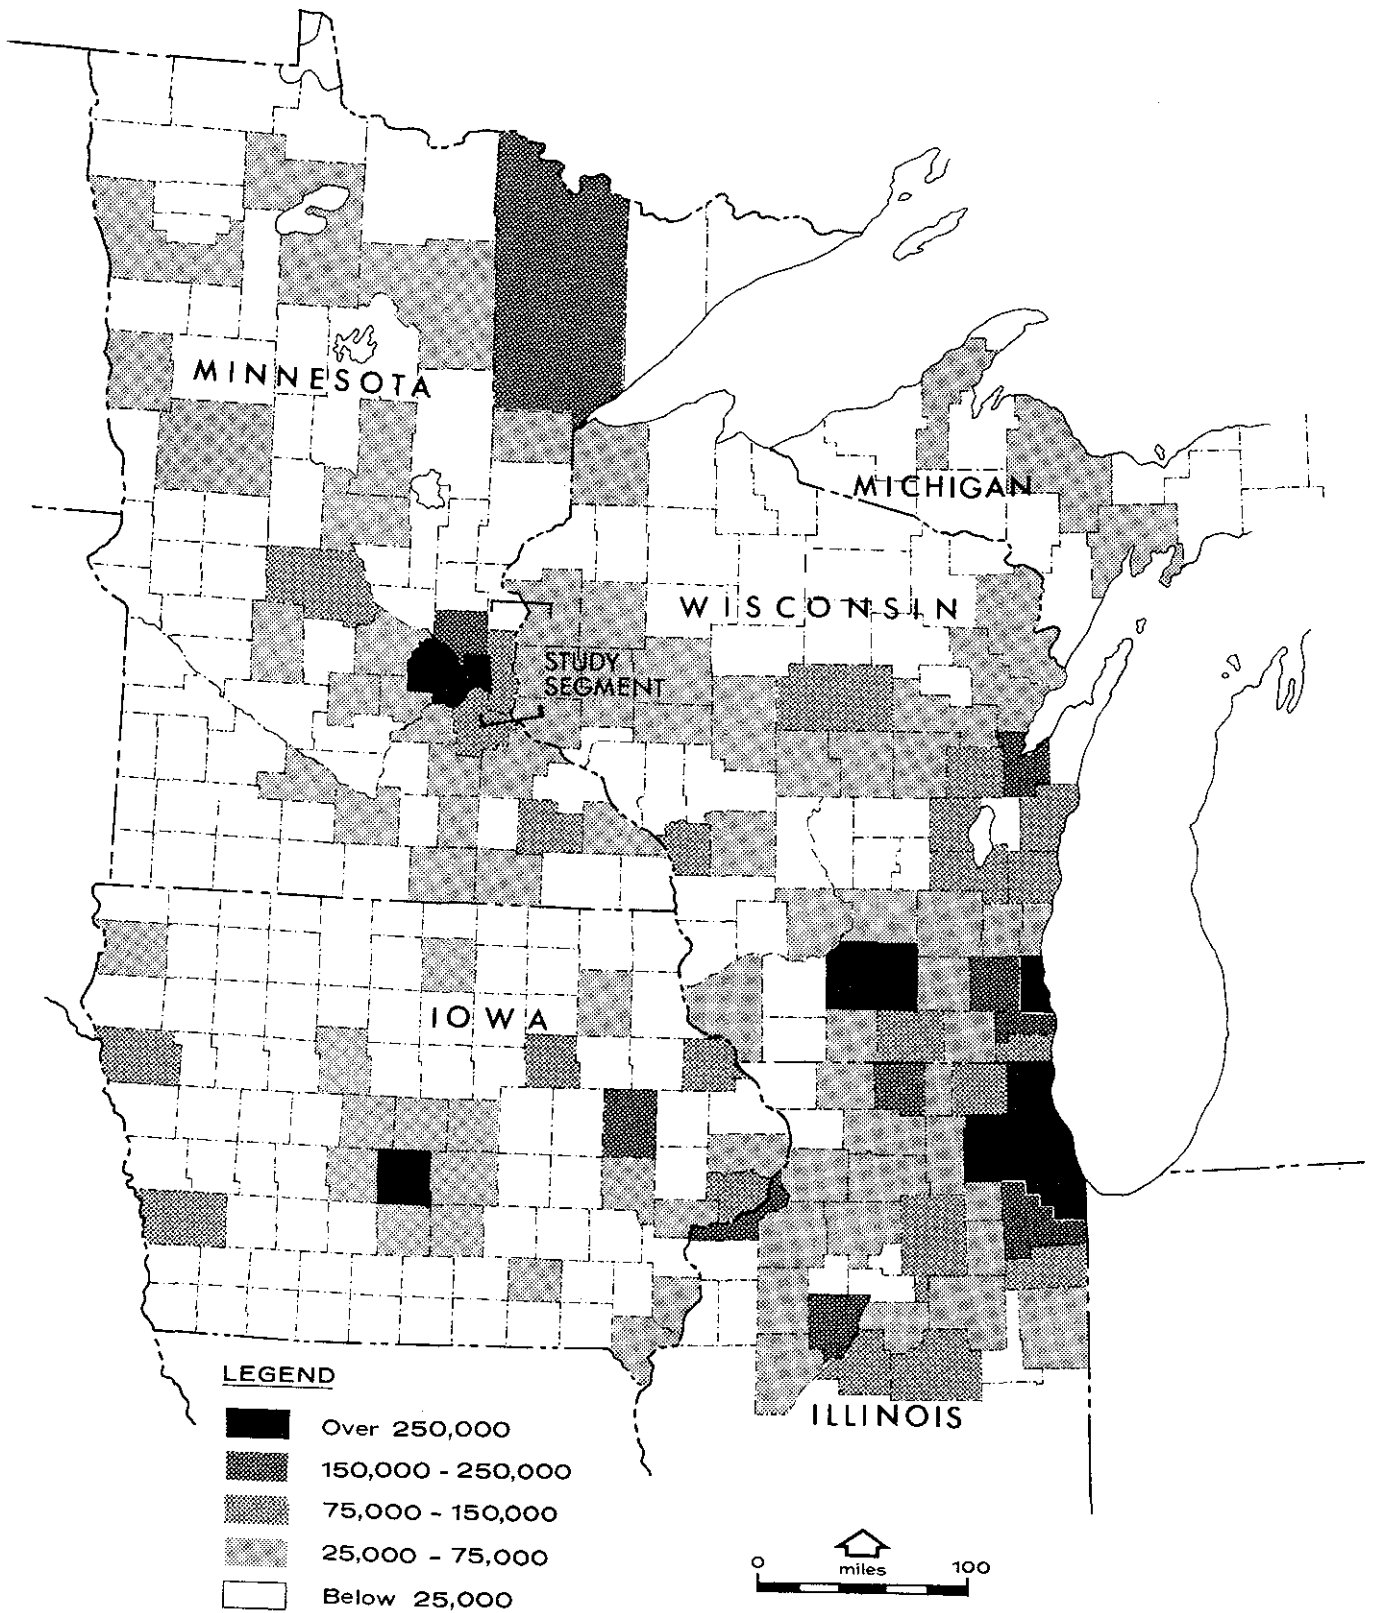 MINNESOTA
MICHIGAN
WISCONSIN
STUDY
SEGMENT
IOWA
ILLINOIS
LEGEND
Over 250,000
150,000 - 250,000
75,000 - 150,000
25,000 - 75,000
Below 25,000
0 miles 100